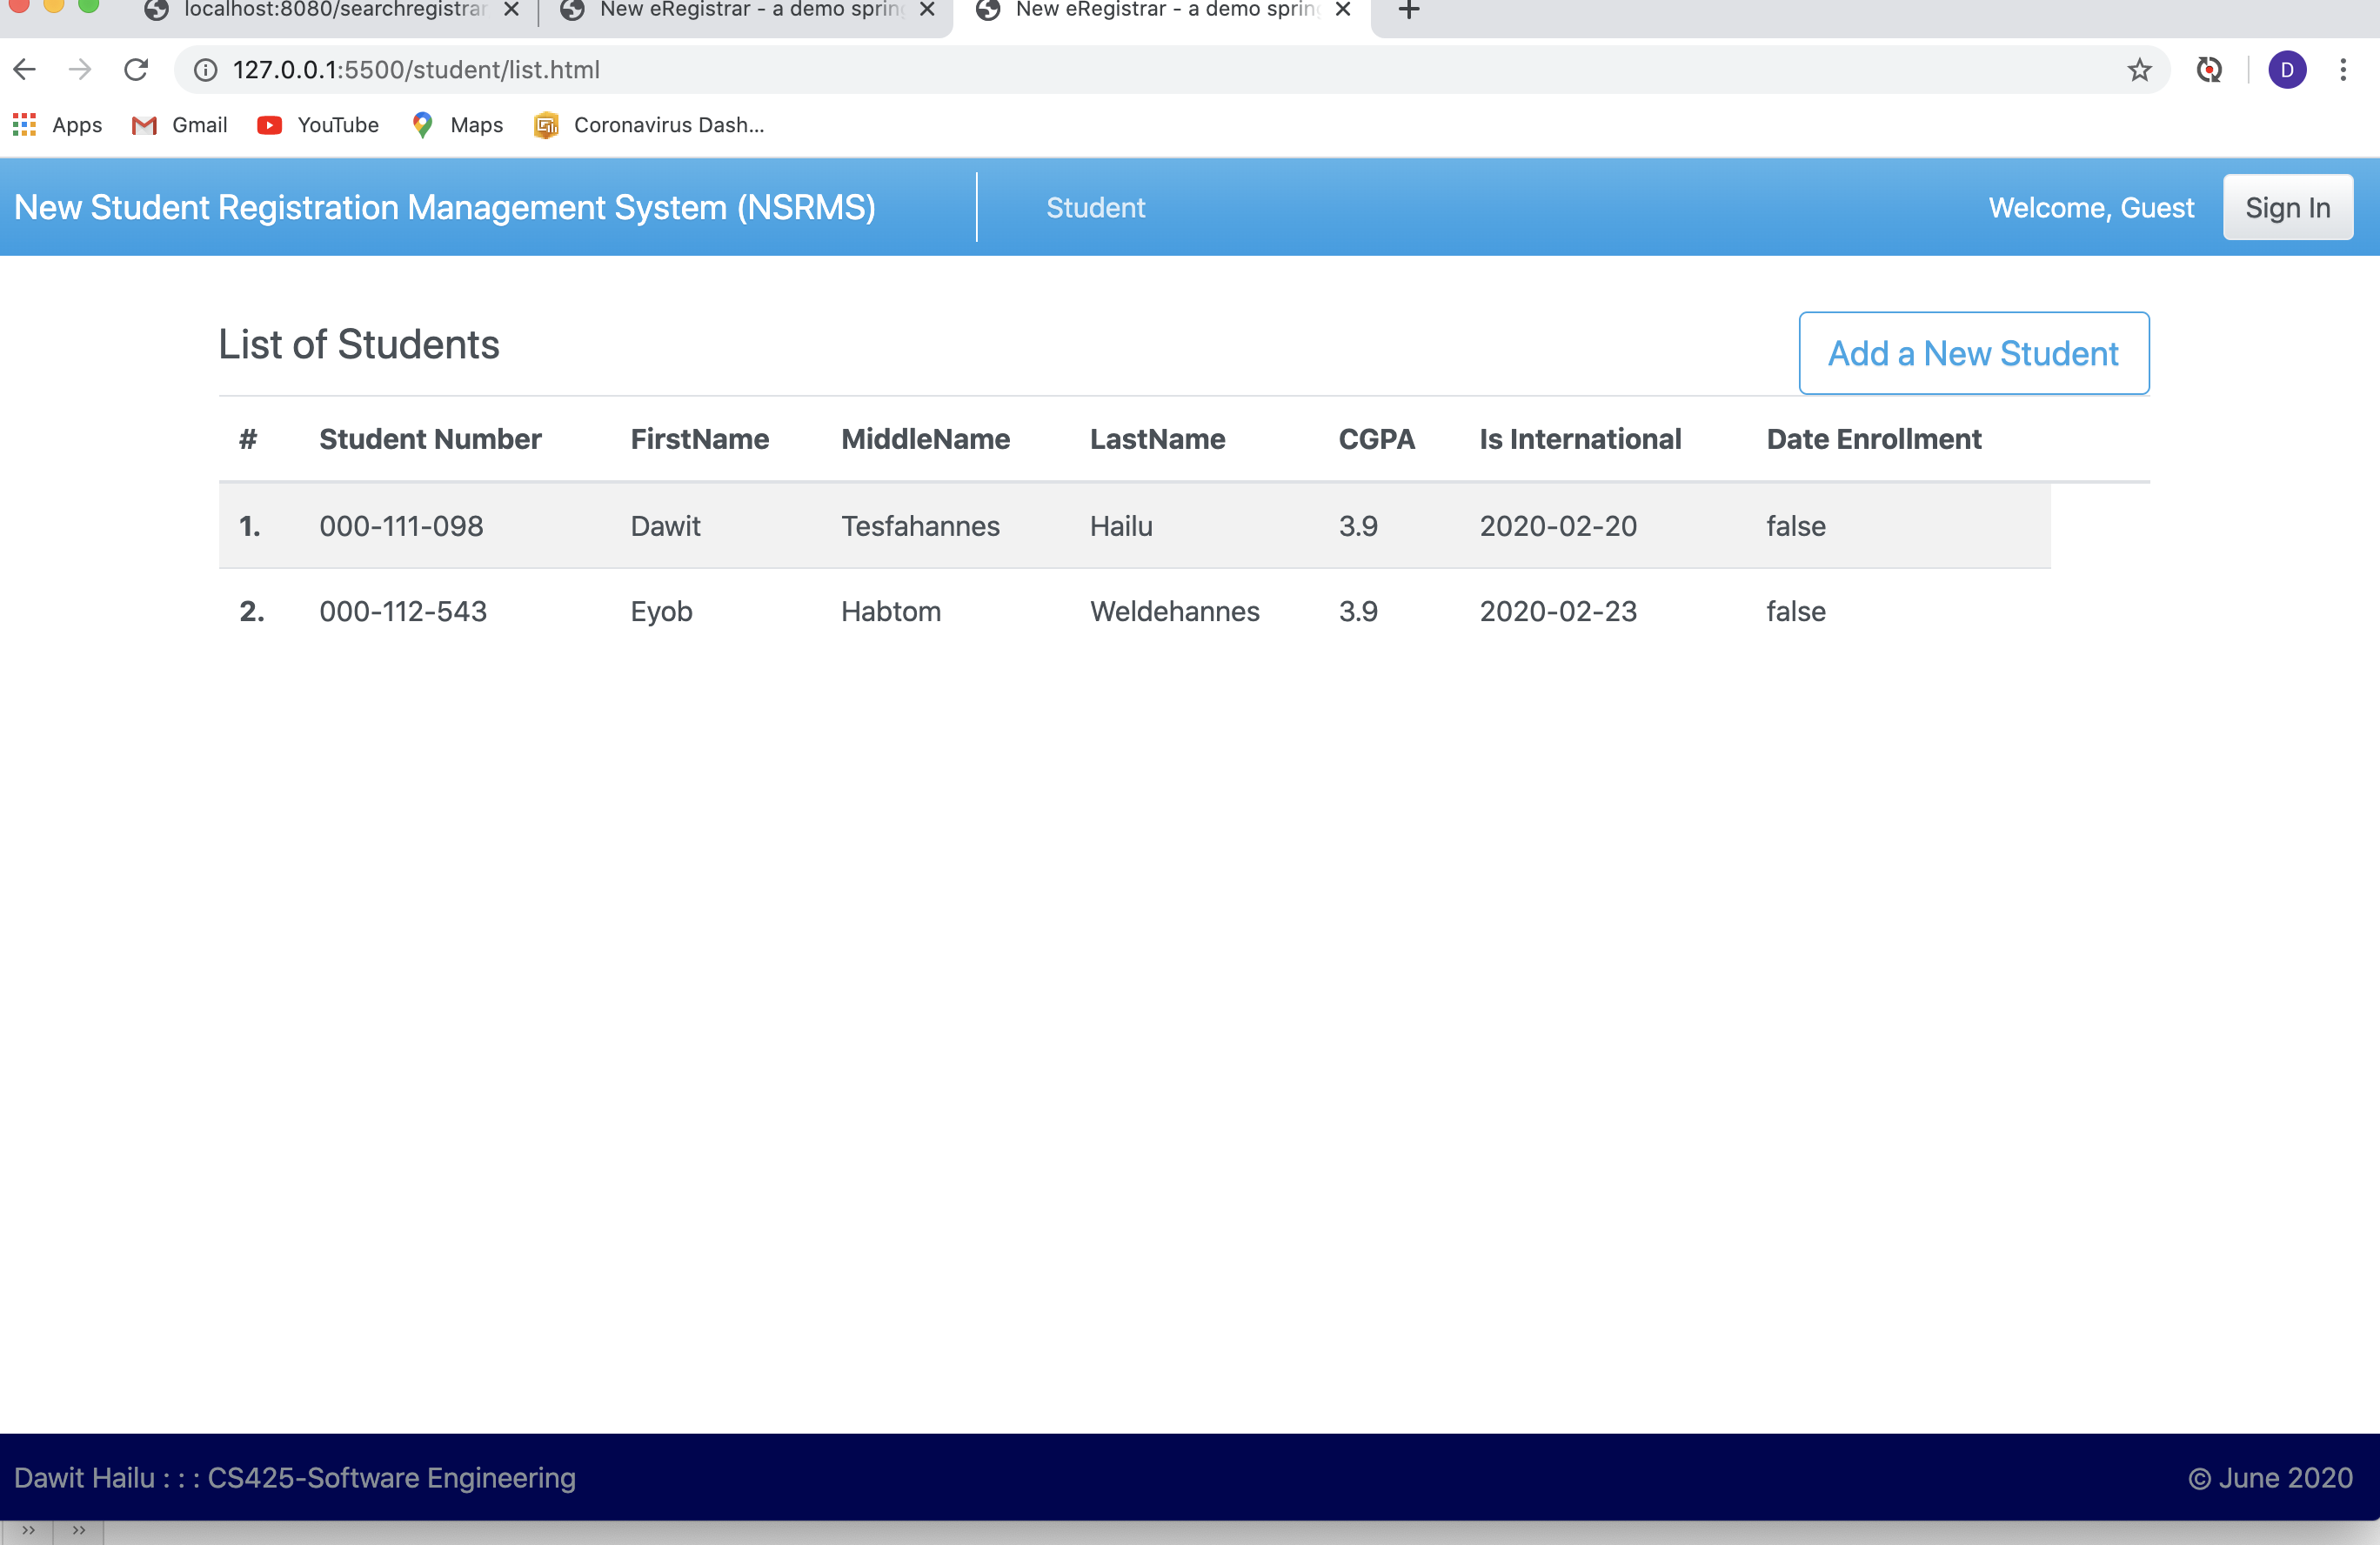 localhost:8080/searchregistrar New eRegistrar - a demo spring New eRegistrar - a demo spring
127.0.0.1:5500/student/list.html D
Apps Gmail YouTube Maps Coronavirus Dash...
New Student Registration Management System (NSRMS) Student Welcome, Guest Sign In
List of Students Add a New Student
# Student Number FirstName MiddleName LastName CGPA Is International Date Enrollment
1. 000-111-098 Dawit Tesfahannes Hailu 3.9 2020-02-20 false
2. 000-112-543 Eyob Habtom Weldehannes 3.9 2020-02-23 false
Dawit Hailu : : : CS425-Software Engineering © June 2020
>> >>